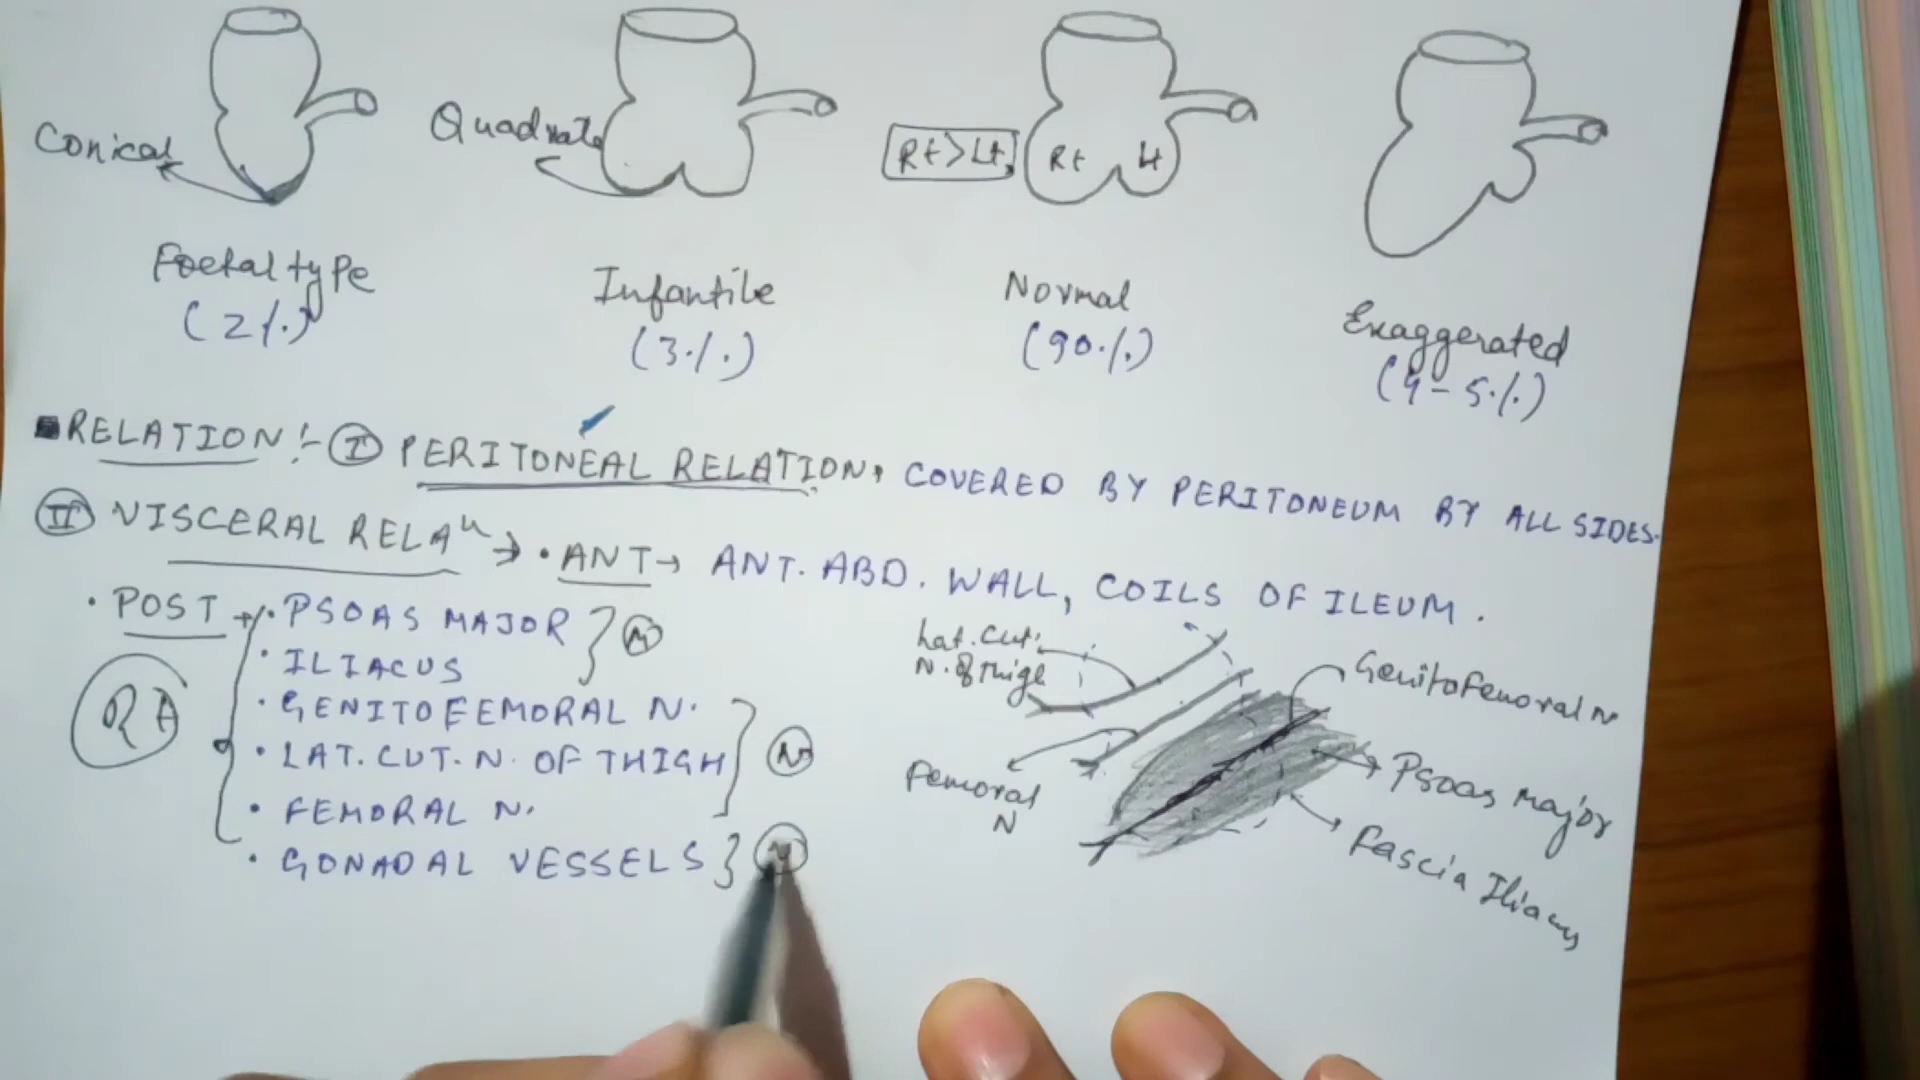 Conical
Quadrate
Rt>Lt
Rt
Lt
Foetal type
(2%)
Infantile
(3%)
Normal
(90%)
Exaggerated
(4-5%)
RELATION :- I PERITONEAL RELATION, COVERED BY PERITONEUM BY ALL SIDES.
II VISCERAL RELAn → • ANT → ANT. ABD. WALL, COILS OF ILEUM.
• POST → • PSOAS MAJOR } M
• ILIACUS
• GENITOFEMORAL N.
• LAT. CUT. N. OF THIGH } N
• FEMORAL N.
• GONADAL VESSELS } V
Lat. Cut.
N. of thigh
Femoral
N
Genitofemoral N
Psoas major
Fascia Iliacus